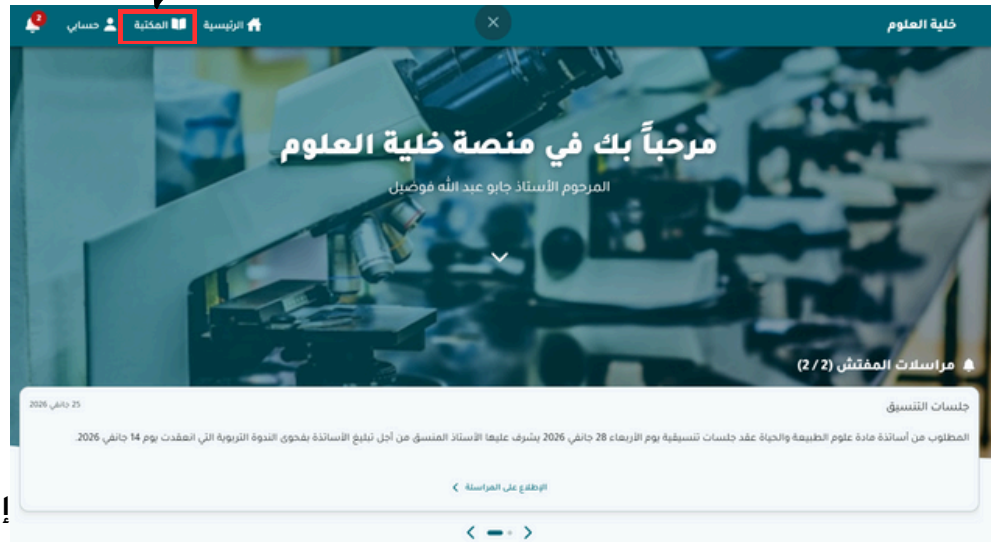 خلية العلوم
الرئيسية
المكتبة
حسابي
2
مرحباً بك في منصة خلية العلوم
المرحوم الأستاذ جابو عبد الله فوضيل
مراسلات المفتش (2 / 2)
جلسات التنسيق
25 جانفي 2026
المطلوب من أساتذة مادة علوم الطبيعة والحياة عقد جلسات تنسيقية يوم الأربعاء 28 جانفي 2026 يشرف عليها الأستاذ المنسق من أجل تبليغ الأساتذة بفحوى الندوة التربوية التي انعقدت يوم 14 جانفي 2026.
الإطلاع على المراسلة
إ